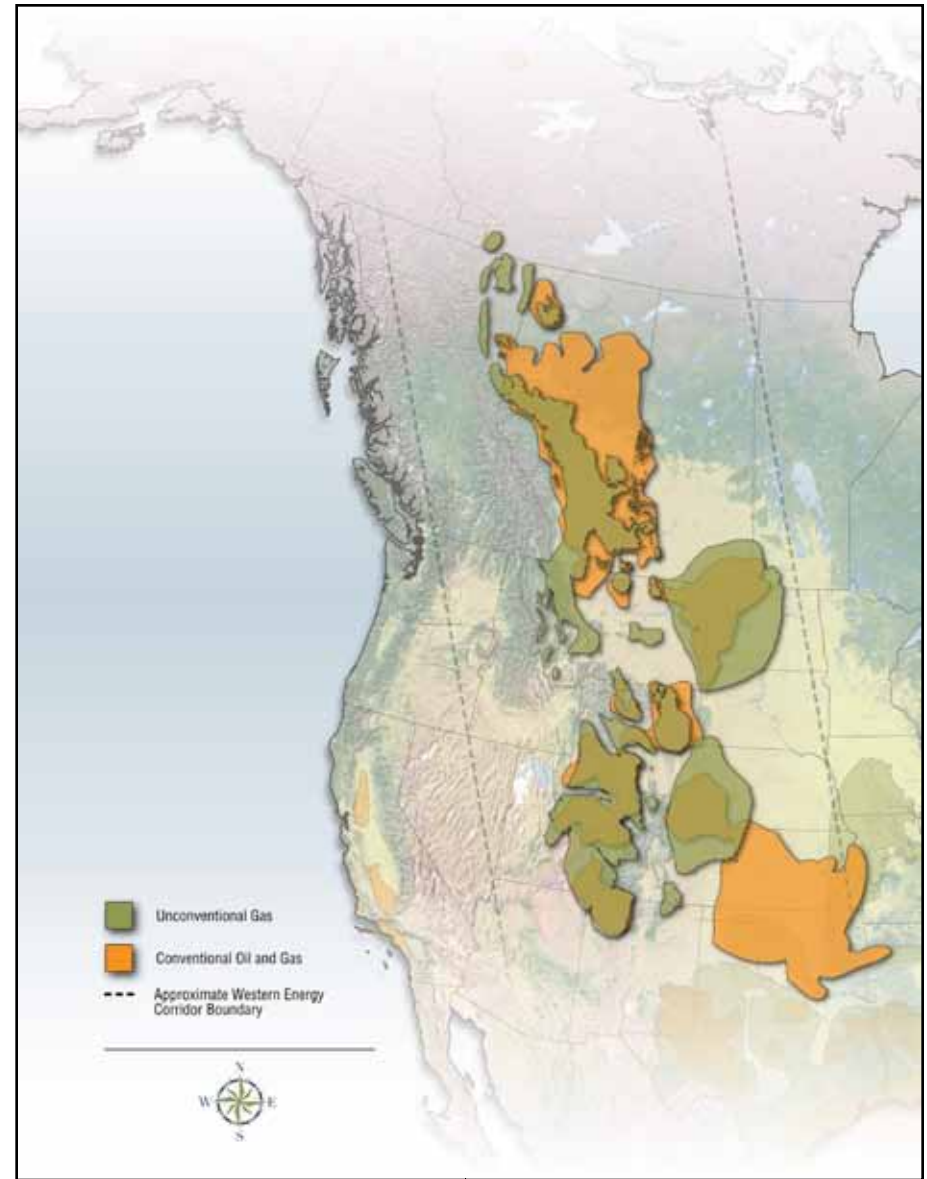 Unconventional Gas
Conventional Oil and Gas
Approximate Western Energy
Corridor Boundary
N
W E
S